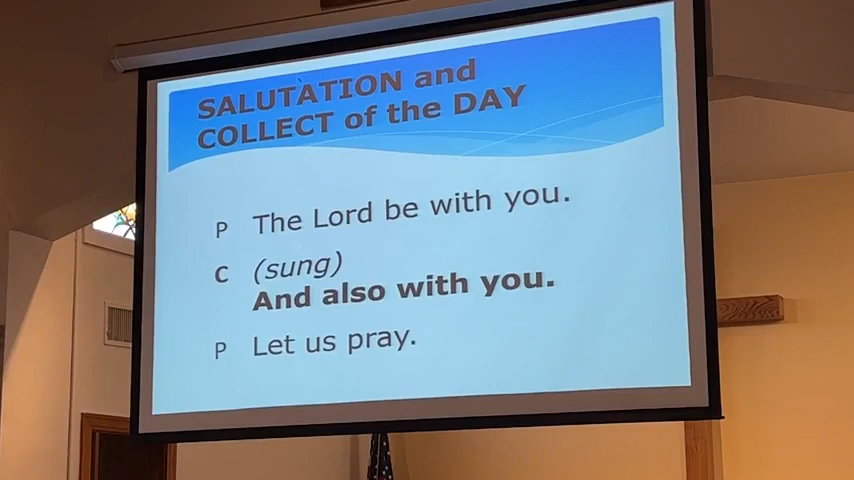 SALUTATION and
COLLECT of the DAY
P The Lord be with you.
C (sung)
And also with you.
P Let us pray.